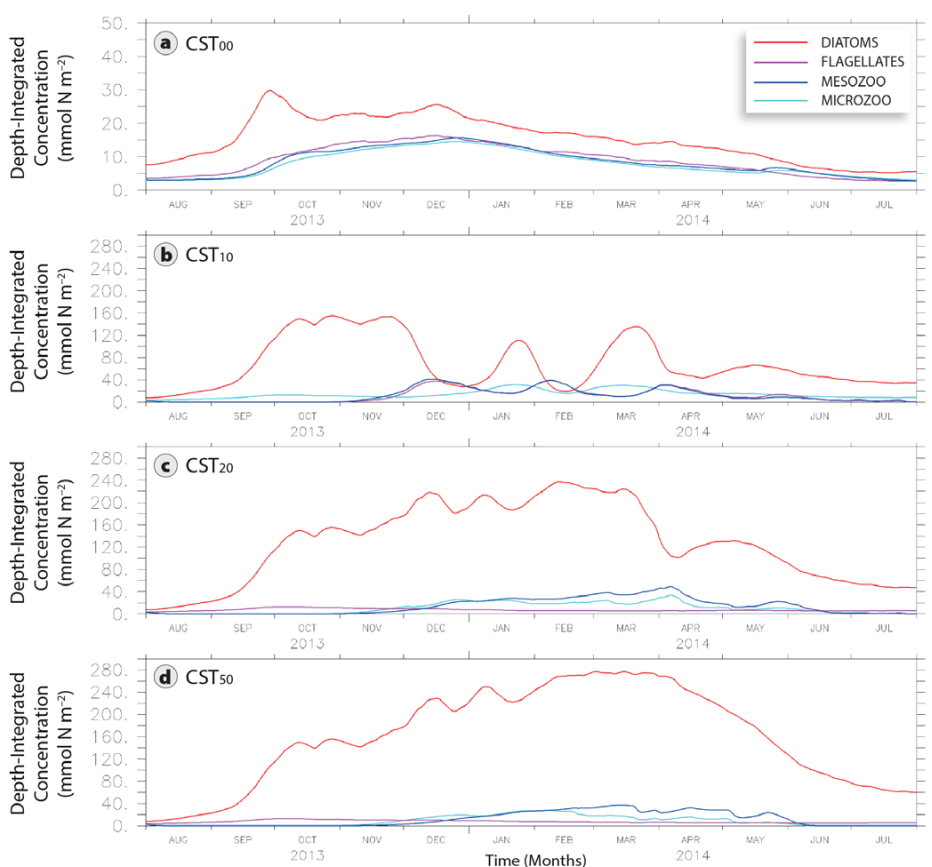 Depth-Integrated
Concentration
(mmol N m⁻²)
50.
40.
30.
20.
10.
0.
a CST00
DIATOMS
FLAGELLATES
MESOZOO
MICROZOO
AUG SEP OCT NOV DEC JAN FEB MAR APR MAY JUN JUL
2013 2014
Depth-Integrated
Concentration
(mmol N m⁻²)
280.
240.
200.
160.
120.
80.
40.
0.
b CST10
AUG SEP OCT NOV DEC JAN FEB MAR APR MAY JUN JUL
2013 2014
Depth-Integrated
Concentration
(mmol N m⁻²)
280.
240.
200.
160.
120.
80.
40.
0.
c CST20
AUG SEP OCT NOV DEC JAN FEB MAR APR MAY JUN JUL
2013 2014
Depth-Integrated
Concentration
(mmol N m⁻²)
280.
240.
200.
160.
120.
80.
40.
0.
d CST50
AUG SEP OCT NOV DEC JAN FEB MAR APR MAY JUN JUL
2013 2014
Time (Months)